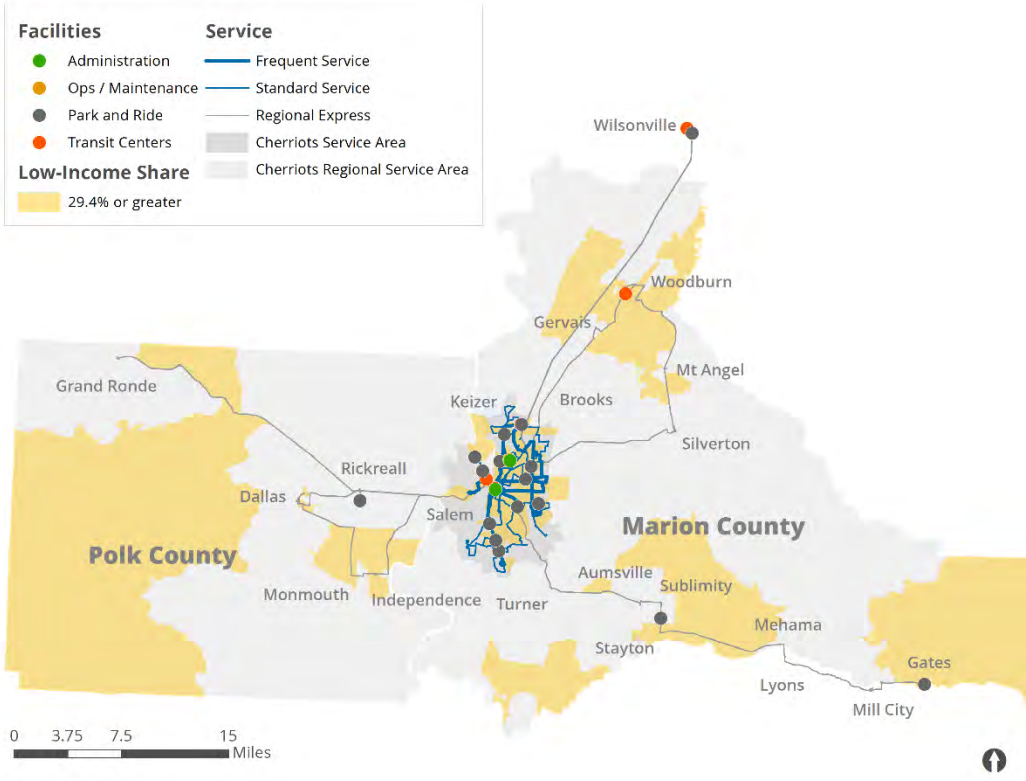 Facilities
Service
Administration
Frequent Service
Ops / Maintenance
Standard Service
Park and Ride
Regional Express
Transit Centers
Cherriots Service Area
Low-Income Share
Cherriots Regional Service Area
29.4% or greater
Wilsonville
Woodburn
Gervais
Mt Angel
Grand Ronde
Keizer
Brooks
Silverton
Rickreall
Dallas
Salem
Marion County
Polk County
Aumsville
Sublimity
Monmouth
Independence
Turner
Mehama
Stayton
Gates
Lyons
Mill City
0 3.75 7.5 15
Miles